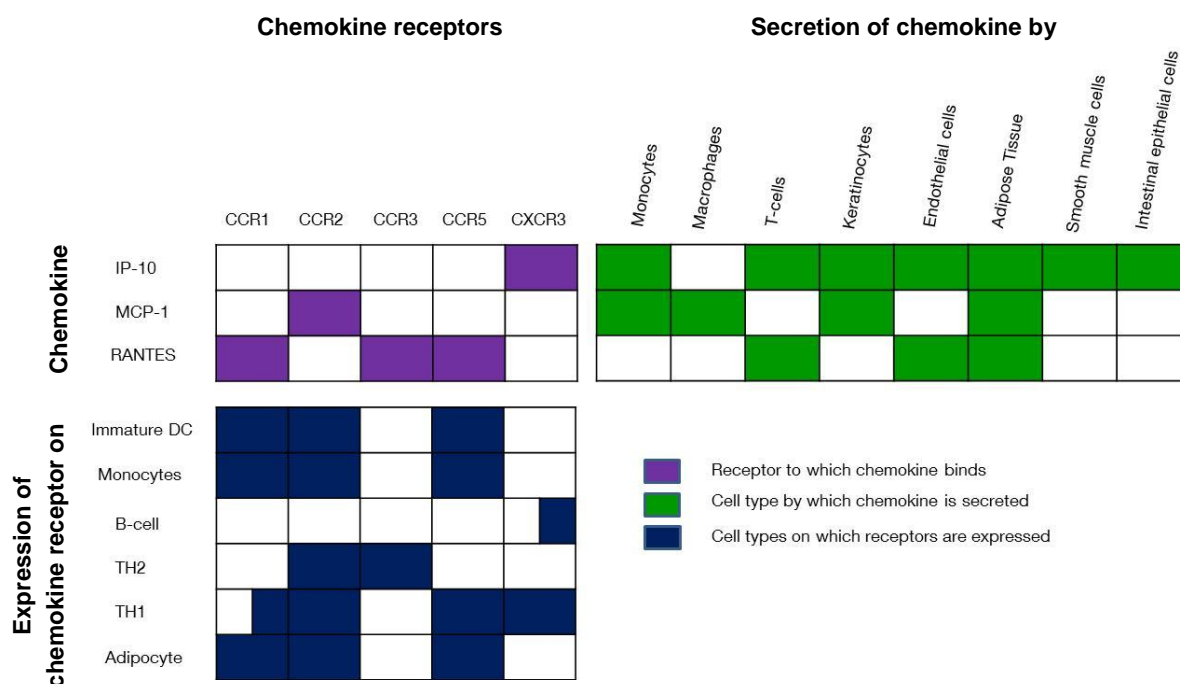 Chemokine receptors
Secretion of chemokine by
Monocytes
Macrophages
T-cells
Keratinocytes
Endothelial cells
Adipose Tissue
Smooth muscle cells
Intestinal epithelial cells
CCR1 CCR2 CCR3 CCR5 CXCR3
Chemokine
IP-10
MCP-1
RANTES
Expression of
chemokine receptor on
Immature DC
Monocytes
B-cell
TH2
TH1
Adipocyte
Receptor to which chemokine binds
Cell type by which chemokine is secreted
Cell types on which receptors are expressed